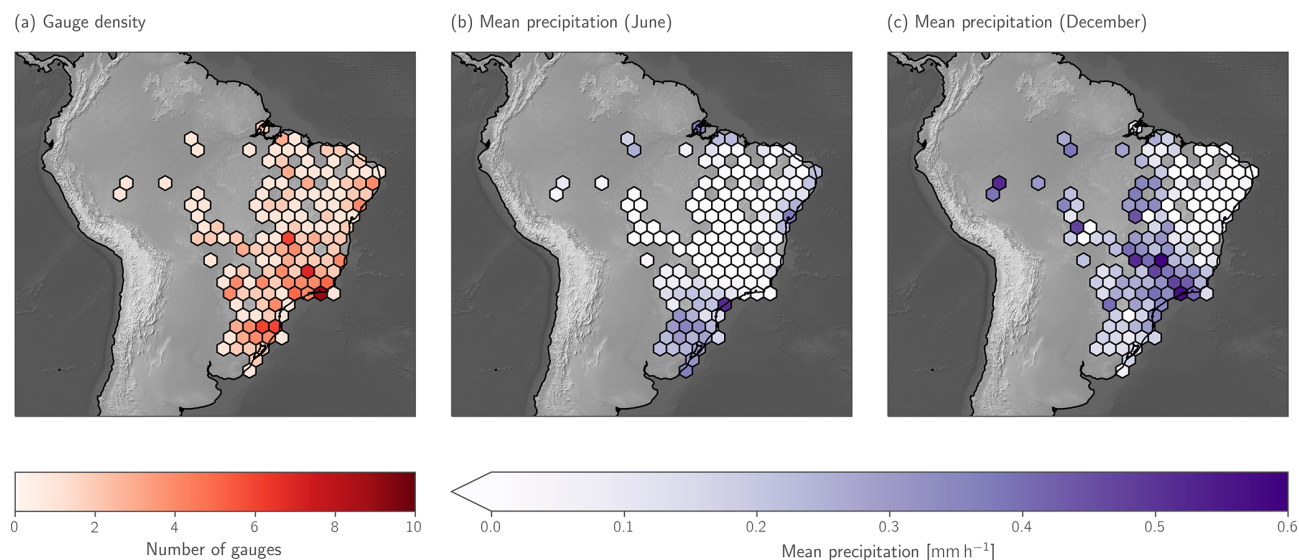 (a) Gauge density
(b) Mean precipitation (June)
(c) Mean precipitation (December)
0 2 4 6 8 10
Number of gauges
0.0 0.1 0.2 0.3 0.4 0.5 0.6
Mean precipitation [mm h⁻¹]